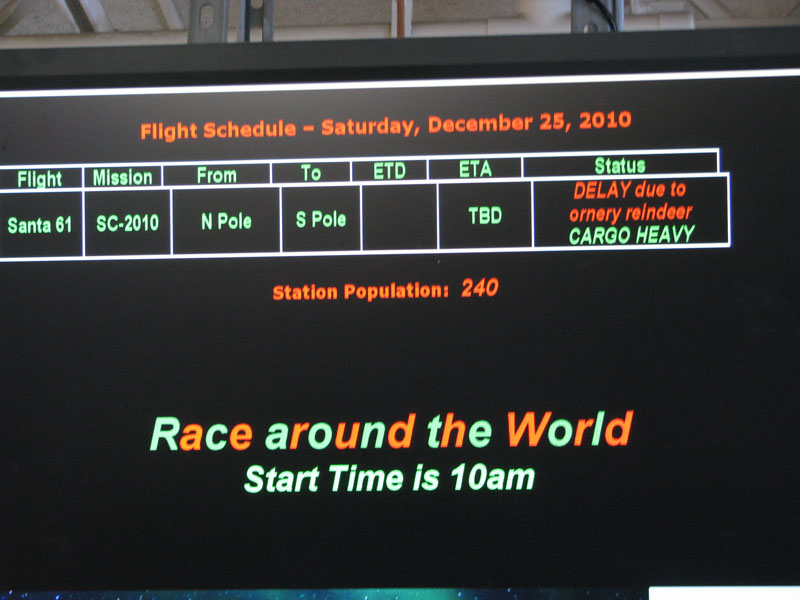 Flight Schedule – Saturday, December 25, 2010
Flight Mission From To ETD ETA Status
Santa 61 SC-2010 N Pole S Pole TBD DELAY due to
ornery reindeer
CARGO HEAVY
Station Population: 240
Race around the World
Start Time is 10am